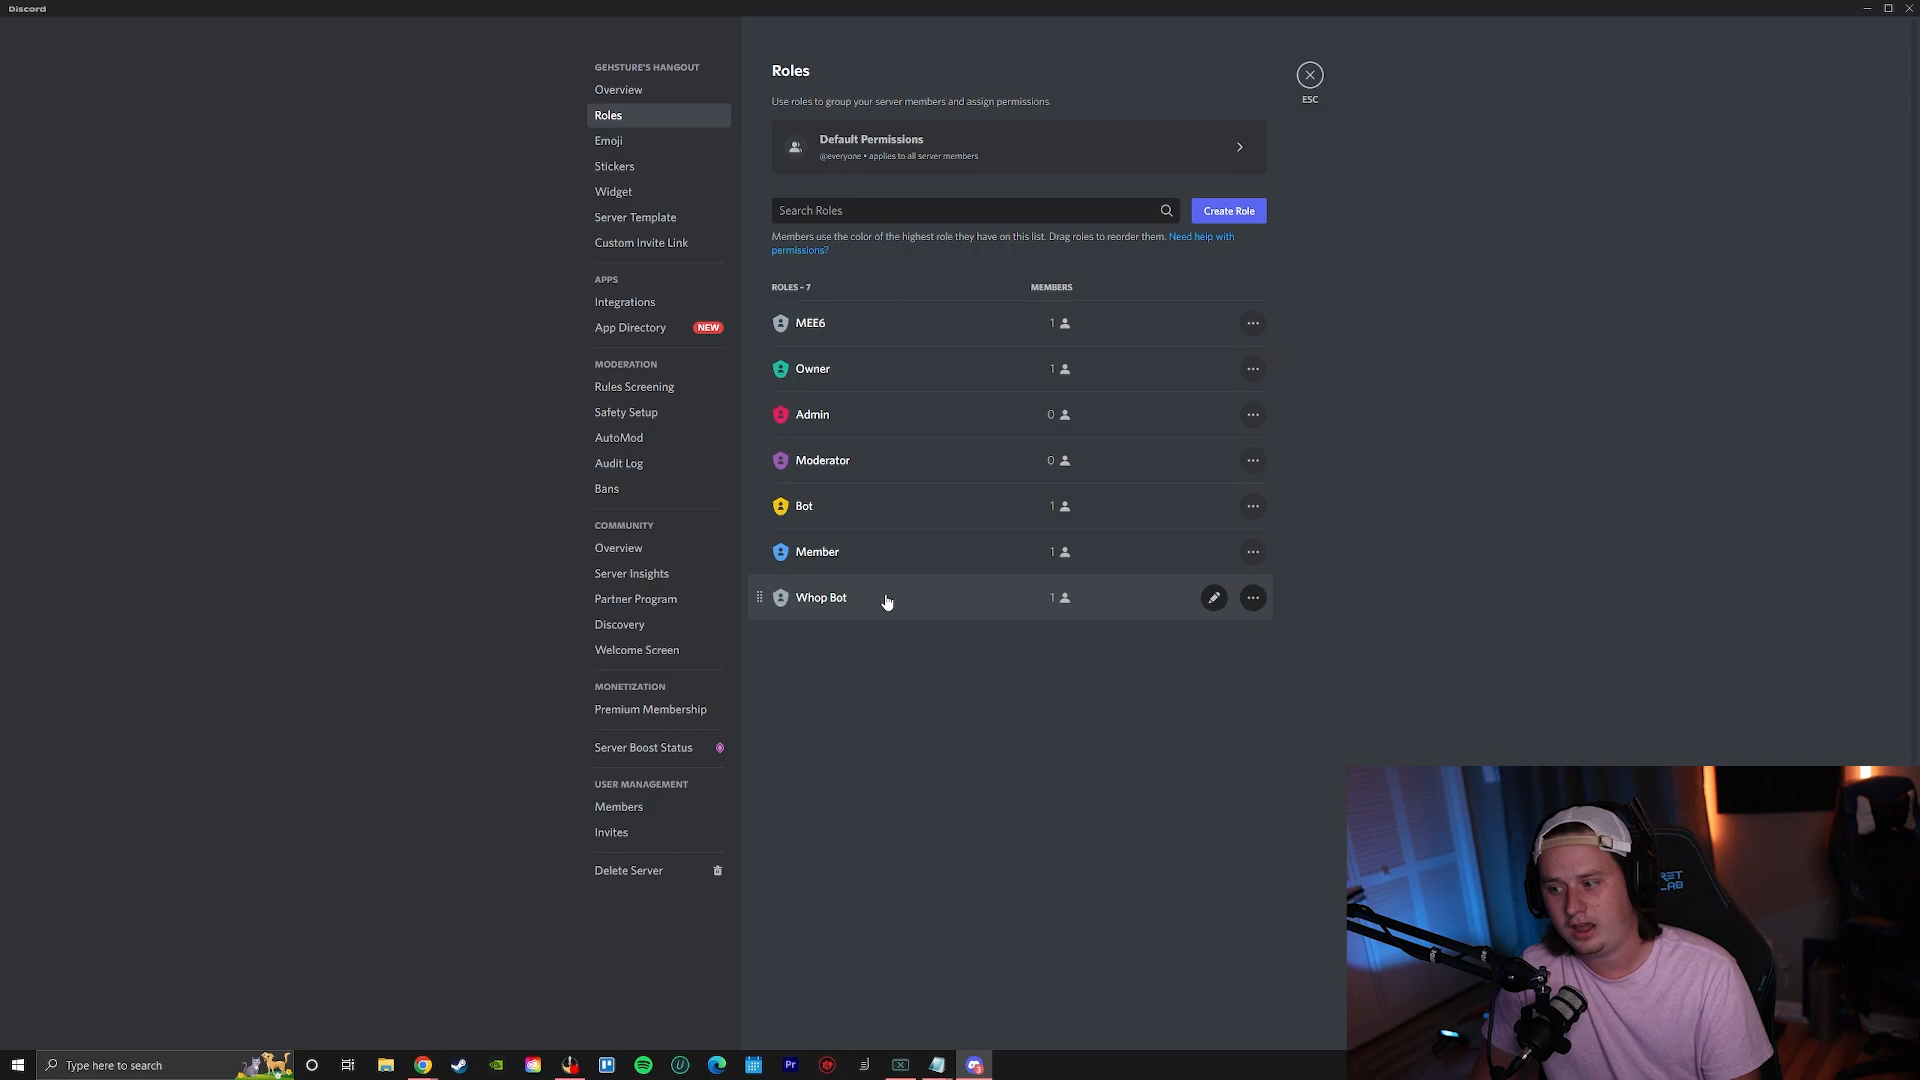 Discord
GEHSTURE'S HANGOUT
Overview
Roles
Emoji
Stickers
Widget
Server Template
Custom Invite Link
APPS
Integrations
App Directory NEW
MODERATION
Rules Screening
Safety Setup
AutoMod
Audit Log
Bans
COMMUNITY
Overview
Server Insights
Partner Program
Discovery
Welcome Screen
MONETIZATION
Premium Membership
Server Boost Status
USER MANAGEMENT
Members
Invites
Delete Server
Roles
Use roles to group your server members and assign permissions.
Default Permissions
@everyone • applies to all server members
Search Roles
Create Role
Members use the color of the highest role they have on this list. Drag roles to reorder them. Need help with
permissions?
ROLES – 7 MEMBERS
MEE6 1
Owner 1
Admin 0
Moderator 0
Bot 1
Member 1
Whop Bot 1
ESC
Type here to search
Pr